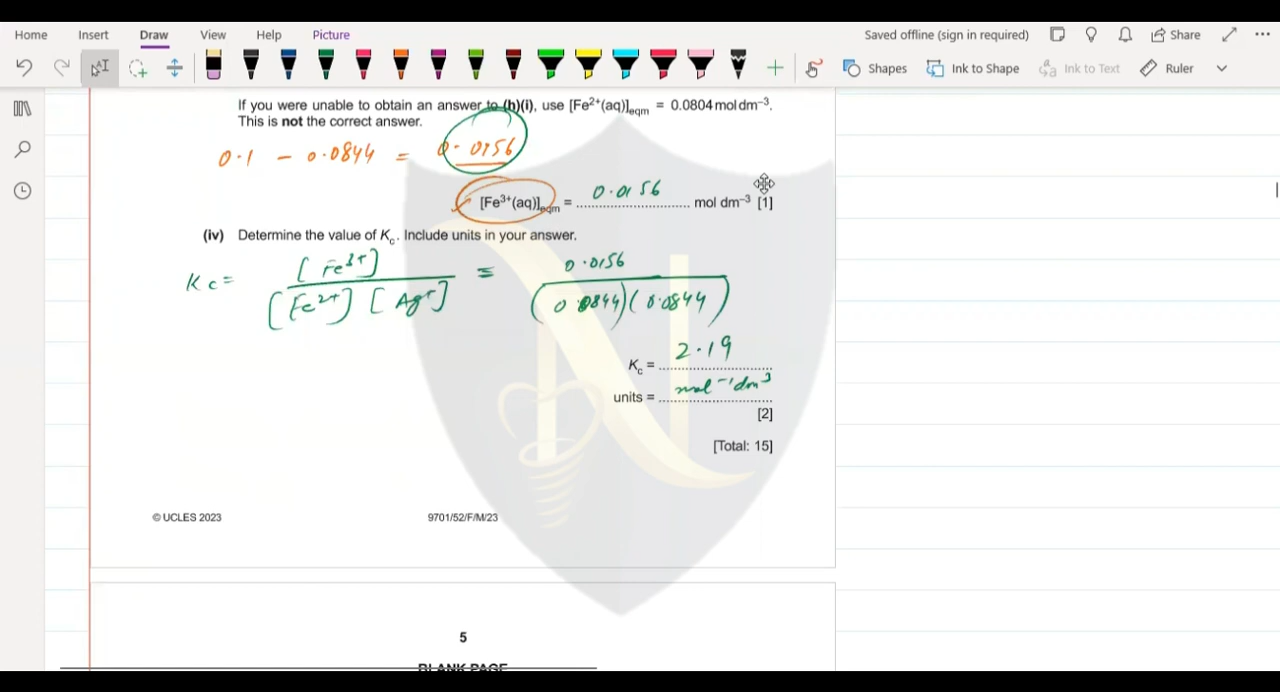 Home Insert Draw View Help Picture Saved offline (sign in required) Share
Shapes Ink to Shape Ink to Text Ruler
If you were unable to obtain an answer to (h)(i), use [Fe²⁺(aq)]eqm = 0.0804 mol dm⁻³.
This is not the correct answer.
0.1 - 0.0844 = 0.0156
[Fe³⁺(aq)]eqm = 0.0156 mol dm⁻³ [1]
(iv) Determine the value of Kc. Include units in your answer.
Kc = [Fe³⁺] / [Fe²⁺] [Ag⁺] = 0.0156 / (0.0844)(0.0844)
Kc = 2.19
units = mol⁻¹dm³
[2]
[Total: 15]
© UCLES 2023 9701/52/F/M/23
5
BLANK PAGE